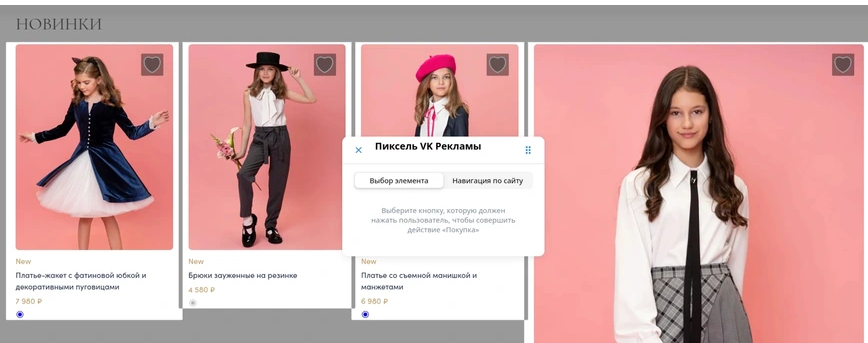 НОВИНКИ
Пиксель VK Рекламы
Выбор элемента
Навигация по сайту
Выберите кнопку, которую должен
нажать пользователь, чтобы совершить
действие «Покупка»
New
Платье-жакет с фатиновой юбкой и
декоративными пуговицами
7 980 ₽
New
Брюки зауженные на резинке
4 580 ₽
New
Платье со съемной манишкой и
манжетами
6 980 ₽